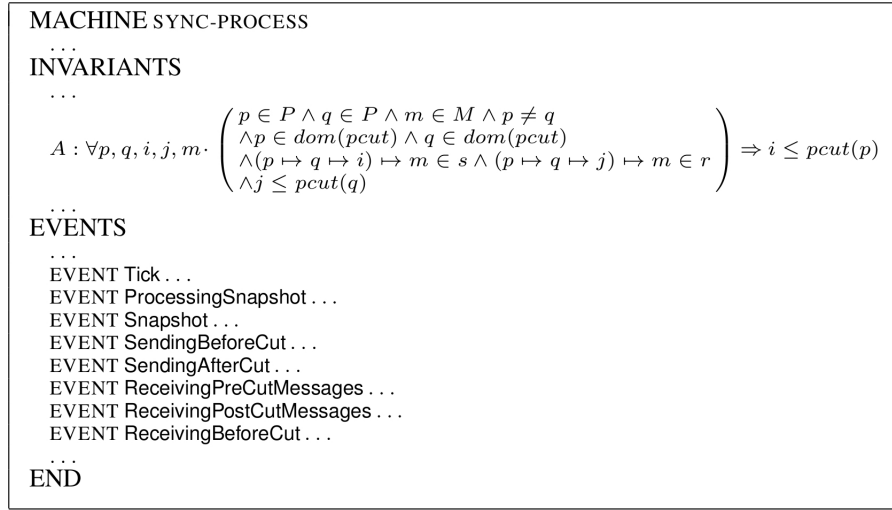 MACHINE SYNC-PROCESS
. . .
INVARIANTS
. . .
A : ∀p, q, i, j, m· ( p ∈ P ∧ q ∈ P ∧ m ∈ M ∧ p ≠ q
∧p ∈ dom(pcut) ∧ q ∈ dom(pcut)
∧(p ↦ q ↦ i) ↦ m ∈ s ∧ (p ↦ q ↦ j) ↦ m ∈ r
∧j ≤ pcut(q) ) ⇒ i ≤ pcut(p)
. . .
EVENTS
. . .
EVENT Tick . . .
EVENT ProcessingSnapshot . . .
EVENT Snapshot . . .
EVENT SendingBeforeCut . . .
EVENT SendingAfterCut . . .
EVENT ReceivingPreCutMessages . . .
EVENT ReceivingPostCutMessages . . .
EVENT ReceivingBeforeCut . . .
. . .
END